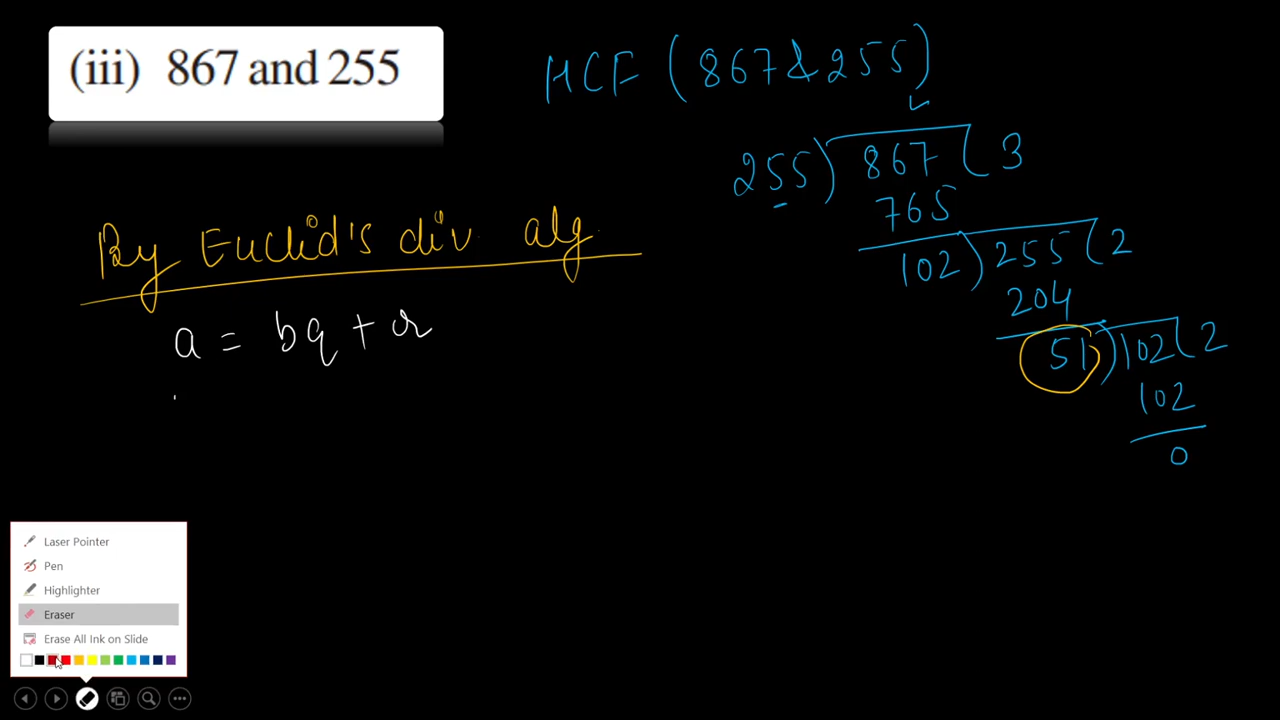 (iii) 867 and 255
HCF (867 & 255)
255) 867 ( 3
765
102) 255 ( 2
204
51) 102 ( 2
102
0
By Euclid's div. alg.
a = bq + r
Laser Pointer
Pen
Highlighter
Eraser
Erase All Ink on Slide